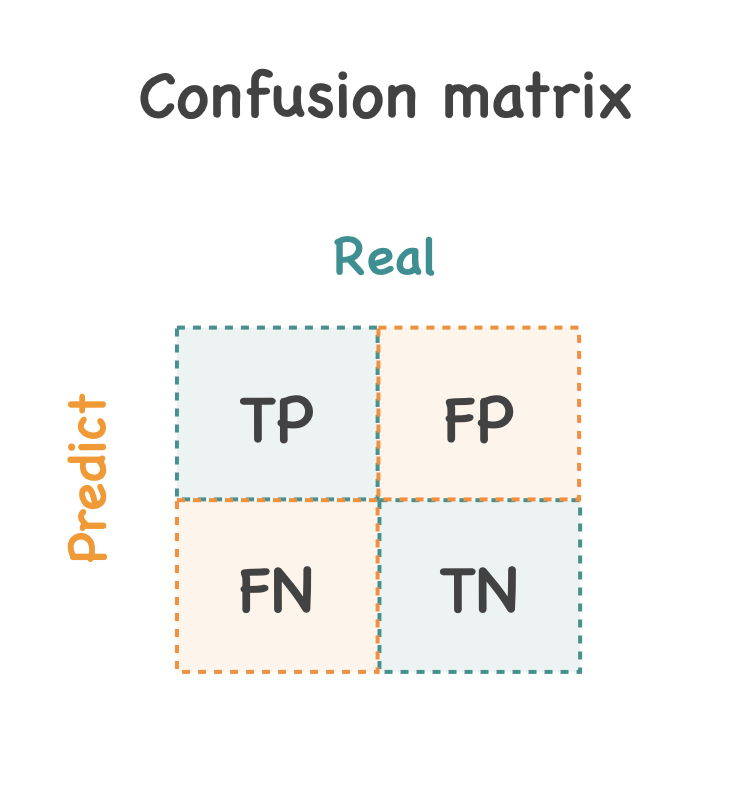 Confusion matrix
Real
Predict
TP FP
FN TN